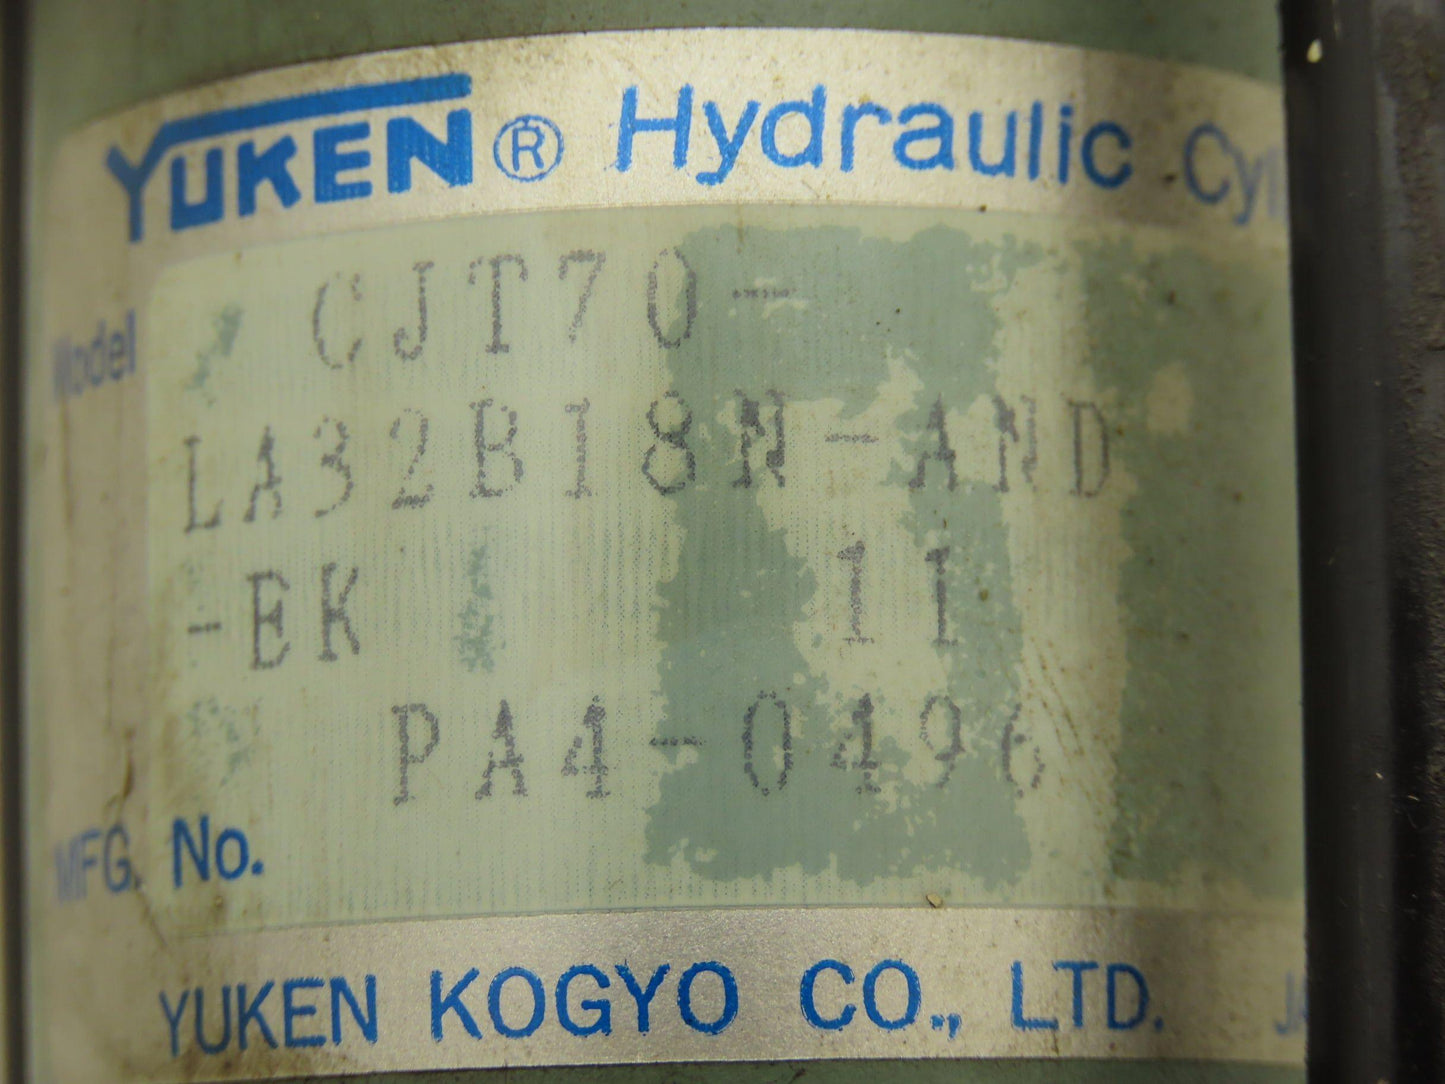 YUKEN® Hydraulic
Model CJT70-
LA32B18N-AND
-EK 11
PA4-0496
MFG. No.
YUKEN KOGYO CO., LTD.